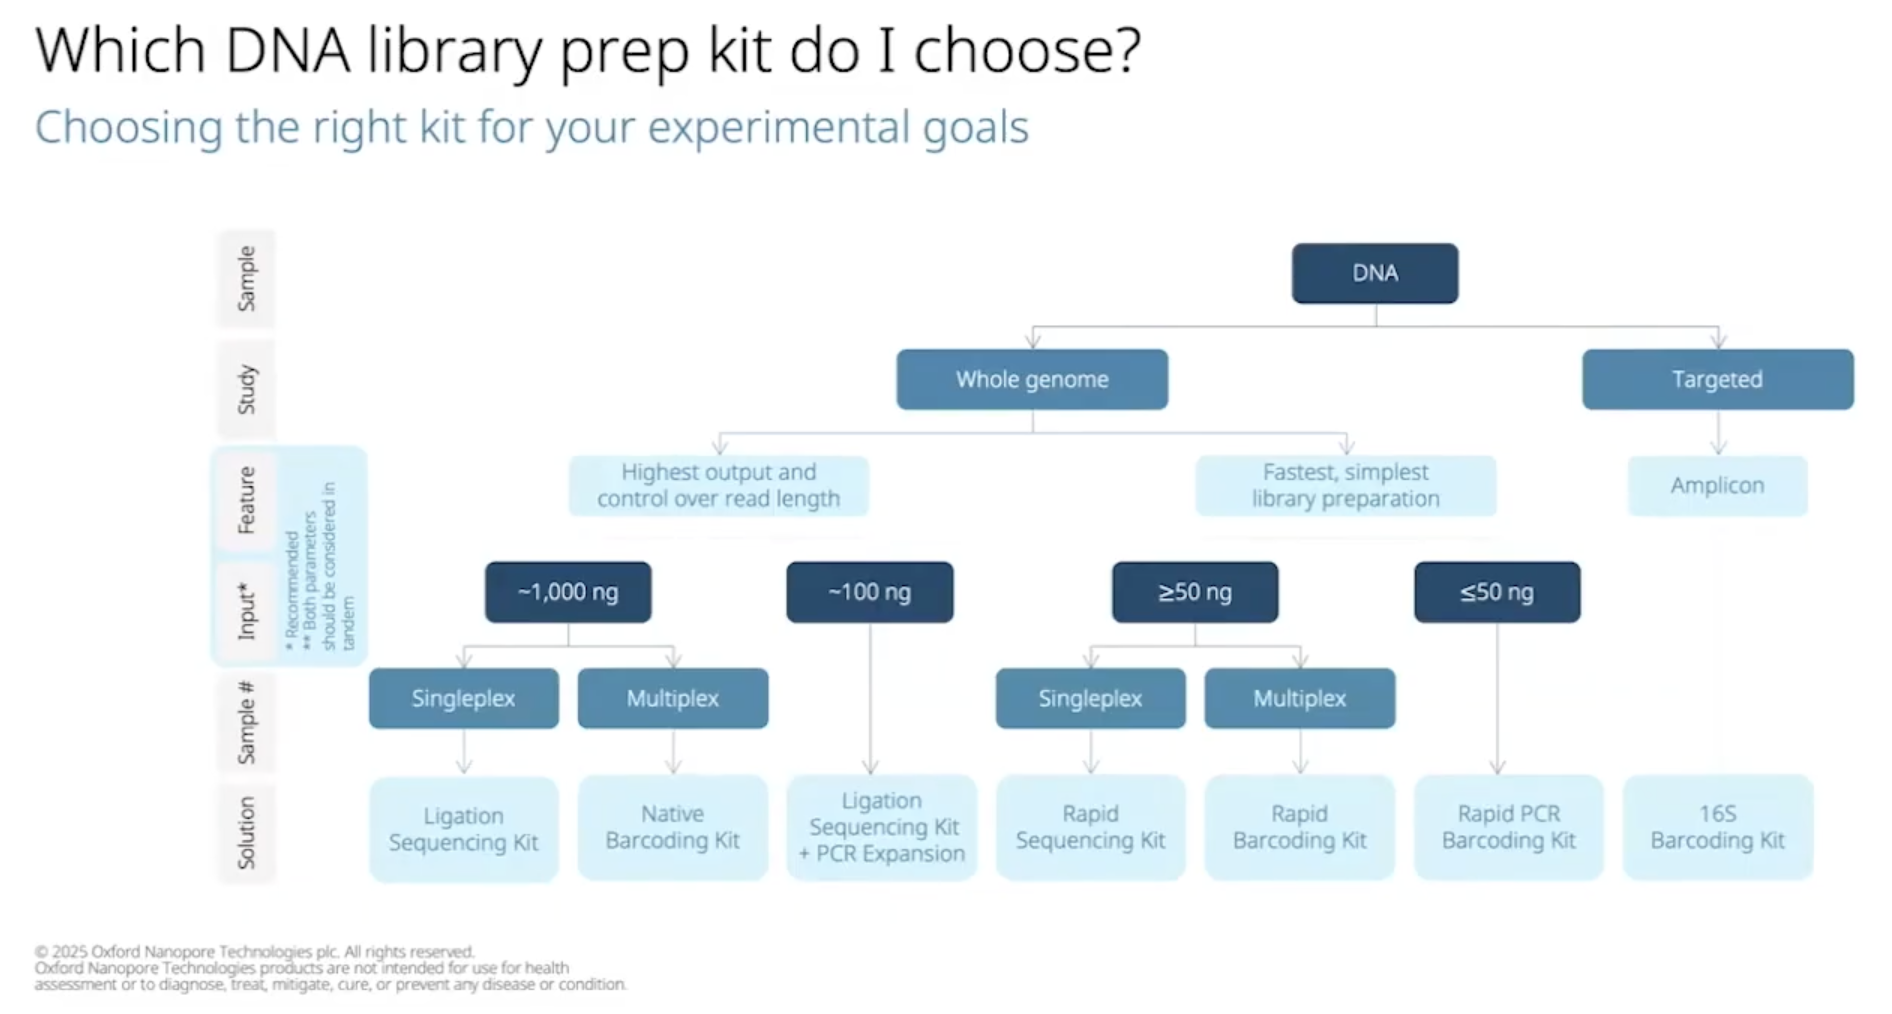 Which DNA library prep kit do I choose?
Choosing the right kit for your experimental goals
Sample
DNA
Study
Whole genome
Targeted
Feature
* Recommended
** Both parameters
should be considered in
tandem
Highest output and
control over read length
Fastest, simplest
library preparation
Amplicon
Input*
~1,000 ng
~100 ng
≥50 ng
≤50 ng
Sample #
Singleplex
Multiplex
Singleplex
Multiplex
Solution
Ligation
Sequencing Kit
Native
Barcoding Kit
Ligation
Sequencing Kit
+ PCR Expansion
Rapid
Sequencing Kit
Rapid
Barcoding Kit
Rapid PCR
Barcoding Kit
16S
Barcoding Kit
© 2025 Oxford Nanopore Technologies plc. All rights reserved.
Oxford Nanopore Technologies products are not intended for use for health
assessment or to diagnose, treat, mitigate, cure, or prevent any disease or condition.